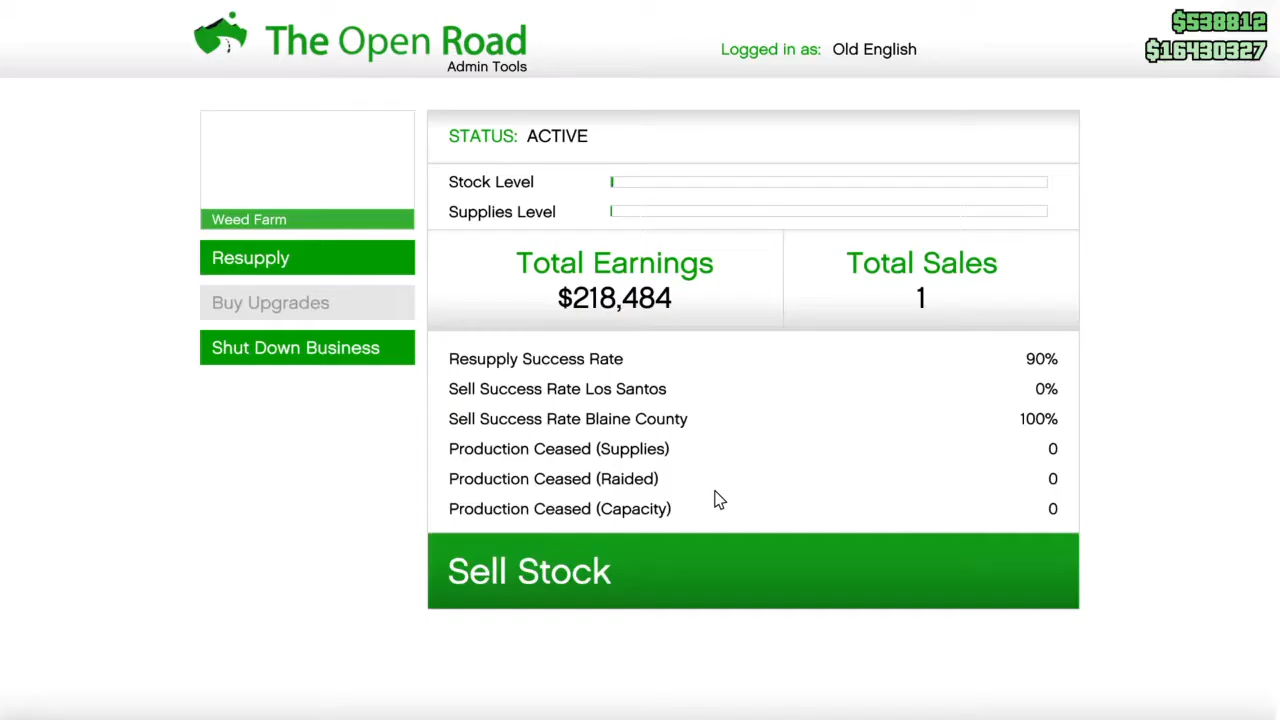 The Open Road
Admin Tools
Logged in as: Old English
$538812
$16430327
Weed Farm
Resupply
Buy Upgrades
Shut Down Business
STATUS: ACTIVE
Stock Level
Supplies Level
Total Earnings
$218,484
Total Sales
1
Resupply Success Rate 90%
Sell Success Rate Los Santos 0%
Sell Success Rate Blaine County 100%
Production Ceased (Supplies) 0
Production Ceased (Raided) 0
Production Ceased (Capacity) 0
Sell Stock